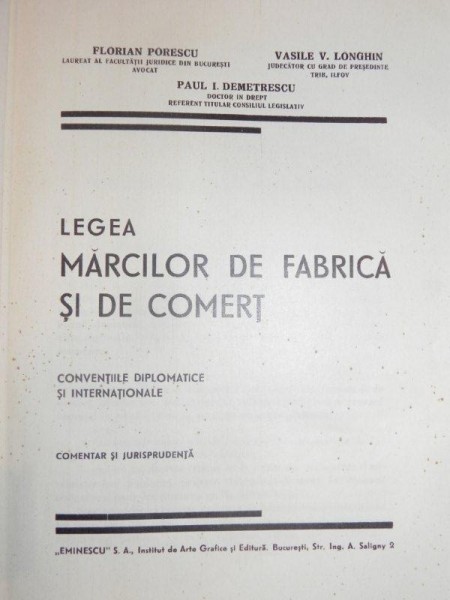 FLORIAN PORESCU
LAUREAT AL FACULTĂȚII JURIDICE DIN BUCUREȘTI
AVOCAT
VASILE V. LONGHIN
JUDECĂTOR CU GRAD DE PREȘEDINTE
TRIB. ILFOV
PAUL I. DEMETRESCU
DOCTOR IN DREPT
REFERENT TITULAR CONSILIUL LEGISLATIV
LEGEA
MĂRCILOR DE FABRICĂ
ȘI DE COMERȚ
CONVENȚIILE DIPLOMATICE
ȘI INTERNAȚIONALE
COMENTAR ȘI JURISPRUDENȚĂ
„EMINESCU" S. A., Institut de Arte Grafice și Editură. București, Str. Ing. A. Saligny 2